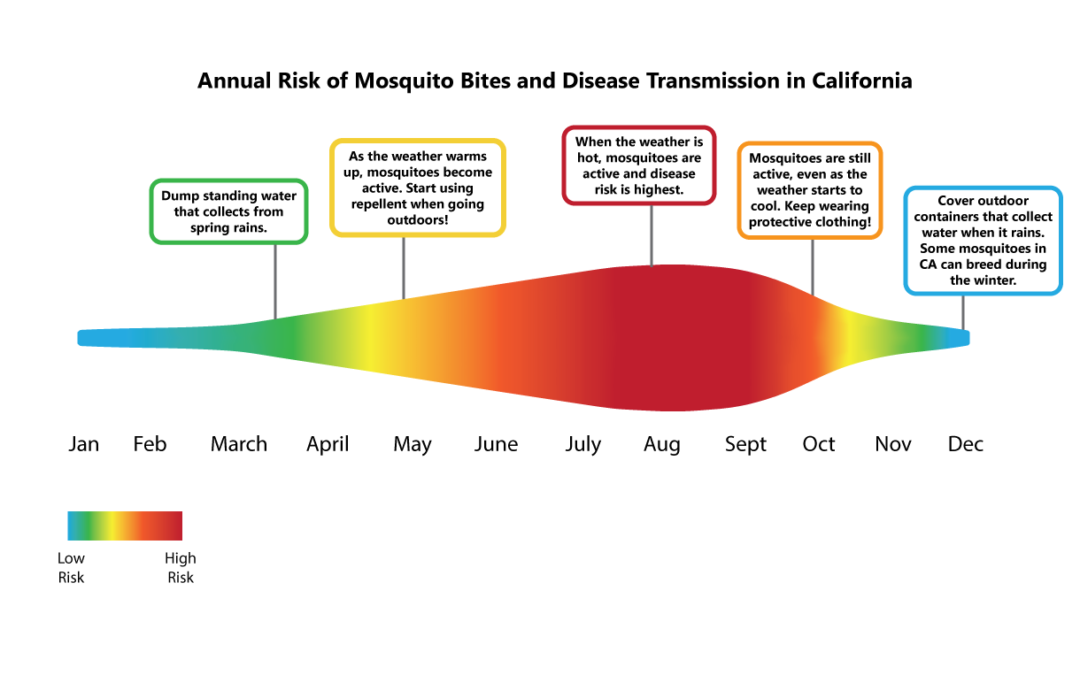 Annual Risk of Mosquito Bites and Disease Transmission in California
Dump standing water
that collects from
spring rains.
As the weather warms
up, mosquitoes become
active. Start using
repellent when going
outdoors!
When the weather is
hot, mosquitoes are
active and disease
risk is highest.
Mosquitoes are still
active, even as the
weather starts to
cool. Keep wearing
protective clothing!
Cover outdoor
containers that collect
water when it rains.
Some mosquitoes in
CA can breed during
the winter.
Jan Feb March April May June July Aug Sept Oct Nov Dec
Low
Risk
High
Risk